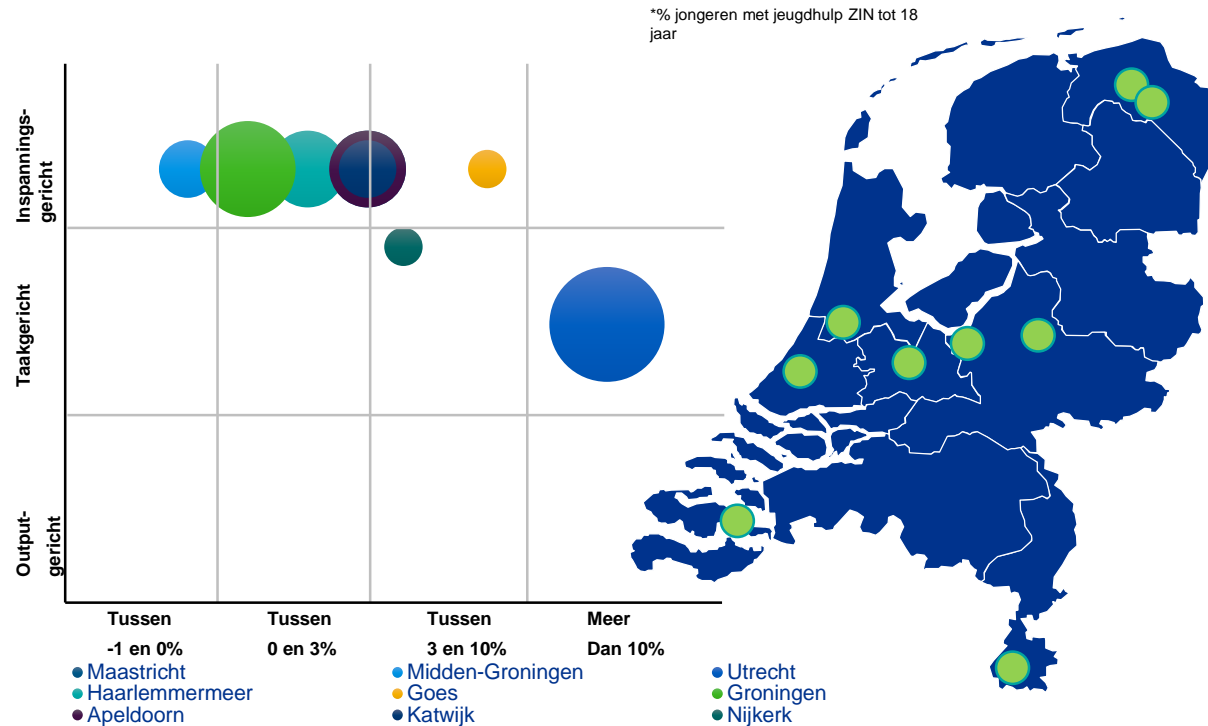 *% jongeren met jeugdhulp ZIN tot 18
jaar
Inspannings-
gericht
Taakgericht
Output-
gericht
Tussen
-1 en 0%
Tussen
0 en 3%
Tussen
3 en 10%
Meer
Dan 10%
Maastricht
Midden-Groningen
Utrecht
Haarlemmermeer
Goes
Groningen
Apeldoorn
Katwijk
Nijkerk